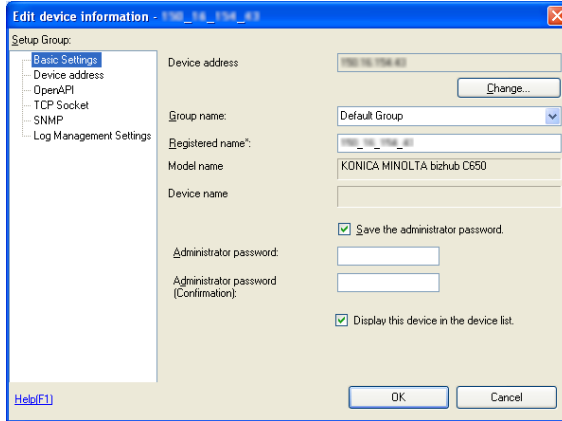 Edit device information -
Setup Group:
Basic Settings
Device address
OpenAPI
TCP Socket
SNMP
Log Management Settings
Device address
Change...
Group name:
Default Group
Registered name*:
Model name
KONICA MINOLTA bizhub C650
Device name
Save the administrator password.
Administrator password:
Administrator password
(Confirmation):
Display this device in the device list.
Help(F1)
OK
Cancel